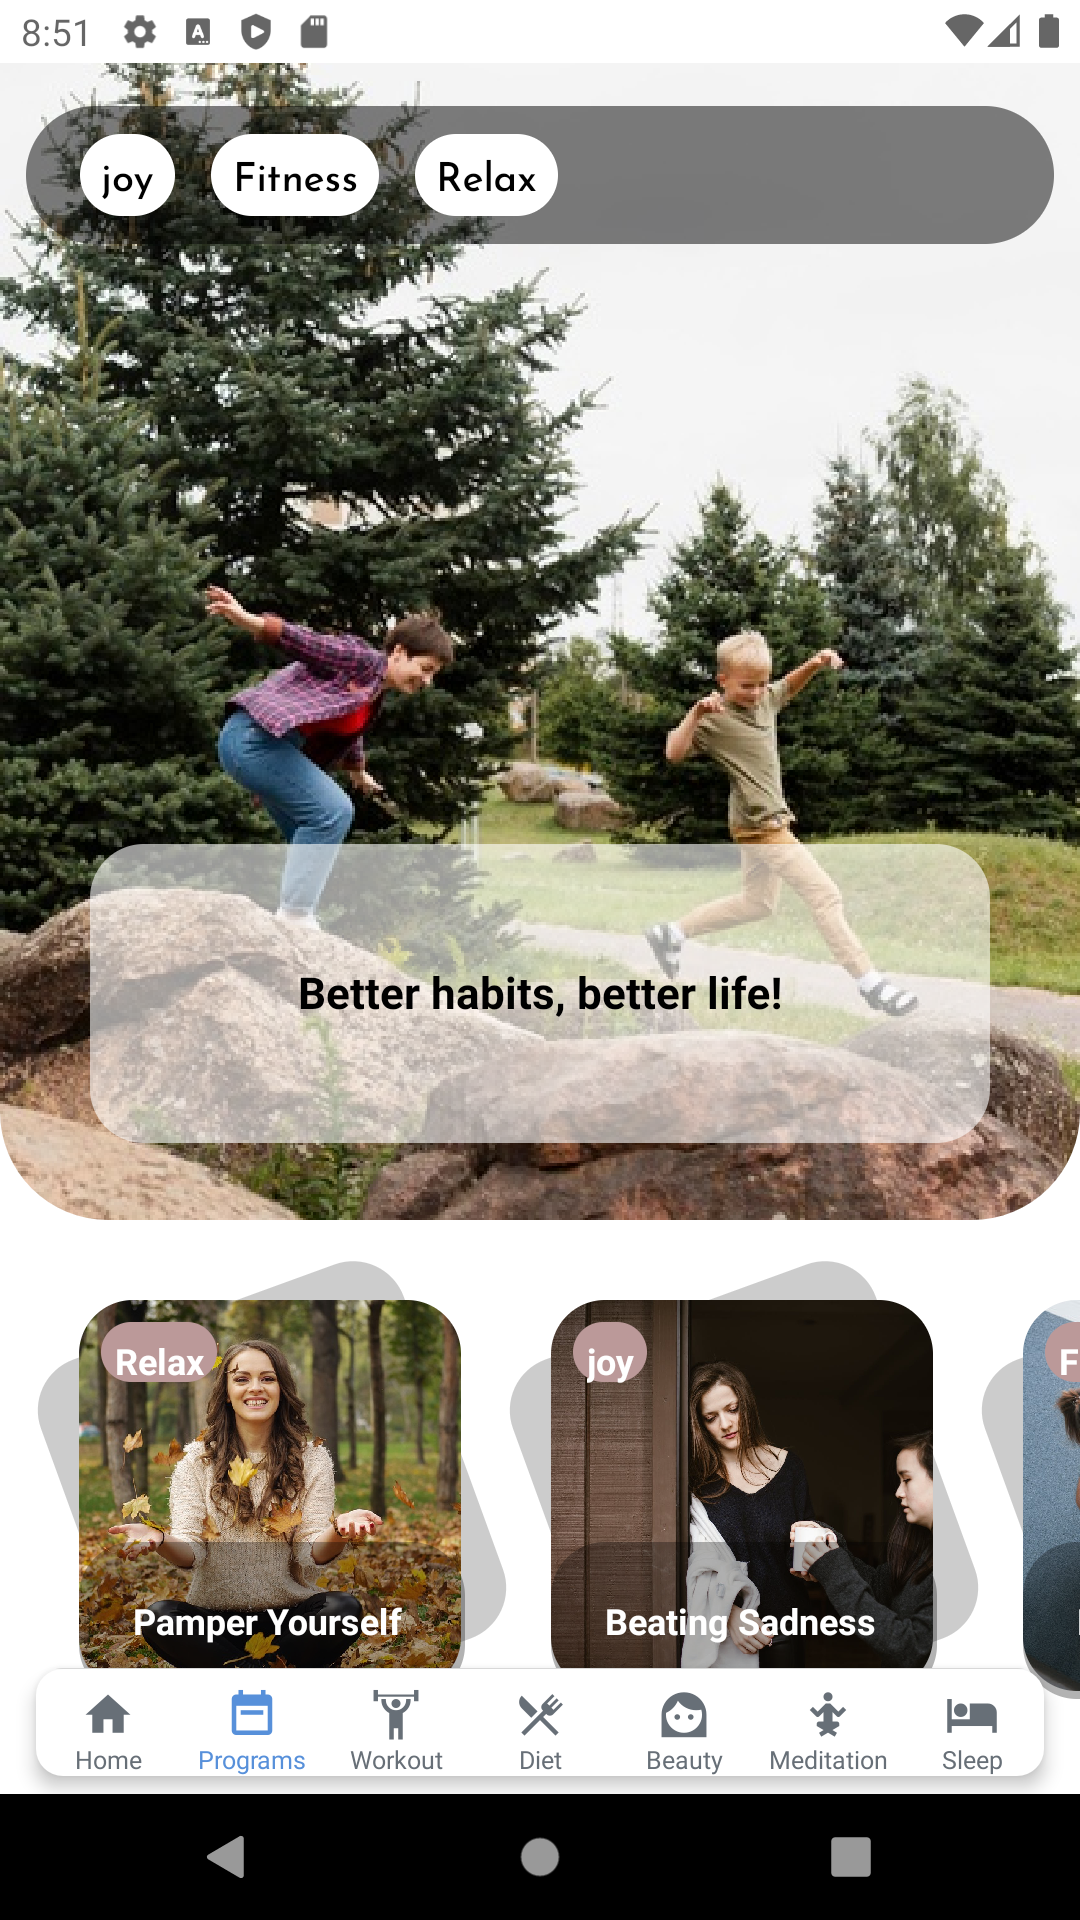 8:51
joy Fitness Relax
Better habits, better life!
Relax joy F
Pamper Yourself Beating Sadness
Home Programs Workout Diet Beauty Meditation Sleep